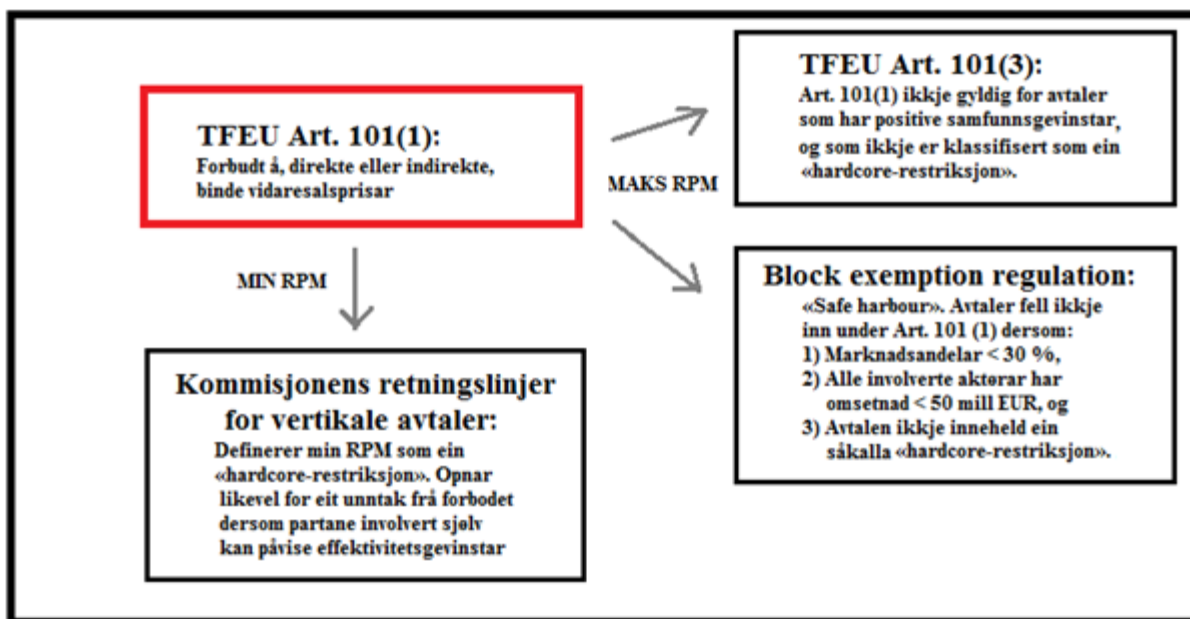 TFEU Art. 101(1):
Forbudt å, direkte eller indirekte,
binde vidaresalsprisar
MAKS RPM
TFEU Art. 101(3):
Art. 101(1) ikkje gyldig for avtaler
som har positive samfunnsgevinstar,
og som ikkje er klassifisert som ein
«hardcore-restriksjon».
Block exemption regulation:
«Safe harbour». Avtaler fell ikkje
inn under Art. 101 (1) dersom:
1) Marknadsandelar < 30 %,
2) Alle involverte aktørar har
omsetnad < 50 mill EUR, og
3) Avtalen ikkje inneheld ein
såkalla «hardcore-restriksjon».
MIN RPM
Kommisjonens retningslinjer
for vertikale avtaler:
Definerer min RPM som ein
«hardcore-restriksjon». Opnar
likevel for eit unntak frå forbodet
dersom partane involvert sjølv
kan påvise effektivitetsgevinstar